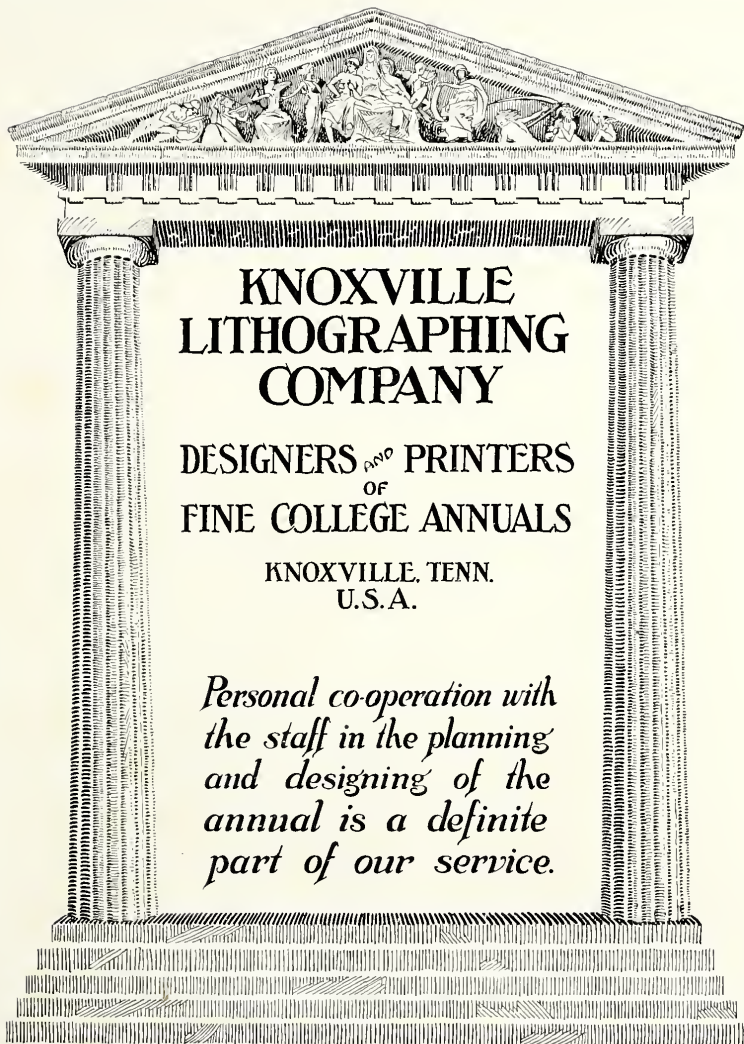 KNOXVILLE
LITHOGRAPHING
COMPANY
DESIGNERS AND PRINTERS
OF
FINE COLLEGE ANNUALS
KNOXVILLE, TENN.
U.S.A.
Personal co-operation with
the staff in the planning
and designing of the
annual is a definite
part of our service.